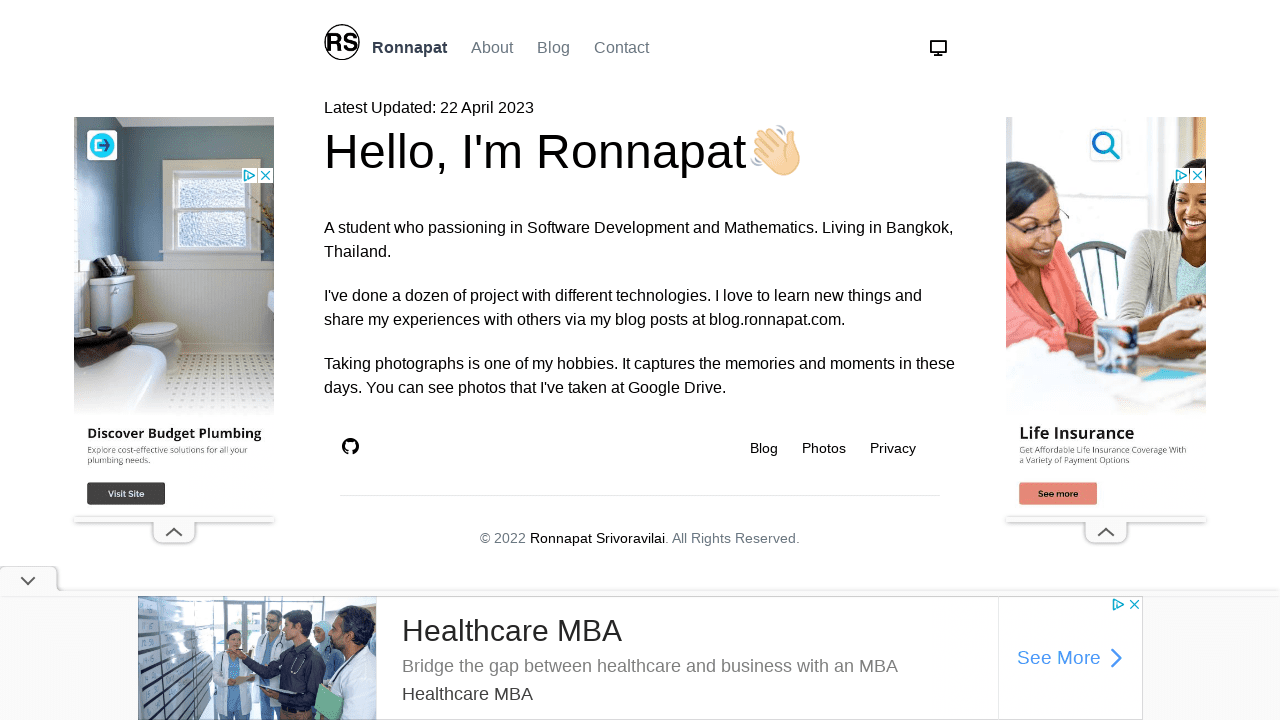 RS
Ronnapat About Blog Contact
Latest Updated: 22 April 2023
Hello, I'm Ronnapat
A student who passioning in Software Development and Mathematics. Living in Bangkok,
Thailand.
I've done a dozen of project with different technologies. I love to learn new things and
share my experiences with others via my blog posts at blog.ronnapat.com.
Taking photographs is one of my hobbies. It captures the memories and moments in these
days. You can see photos that I've taken at Google Drive.
Blog Photos Privacy
© 2022 Ronnapat Srivoravilai. All Rights Reserved.
Discover Budget Plumbing
Explore cost-effective solutions for all your
plumbing needs.
Visit Site
Life Insurance
Get Affordable Life Insurance Coverage With
a Variety of Payment Options
See more
Healthcare MBA
Bridge the gap between healthcare and business with an MBA
Healthcare MBA
See More